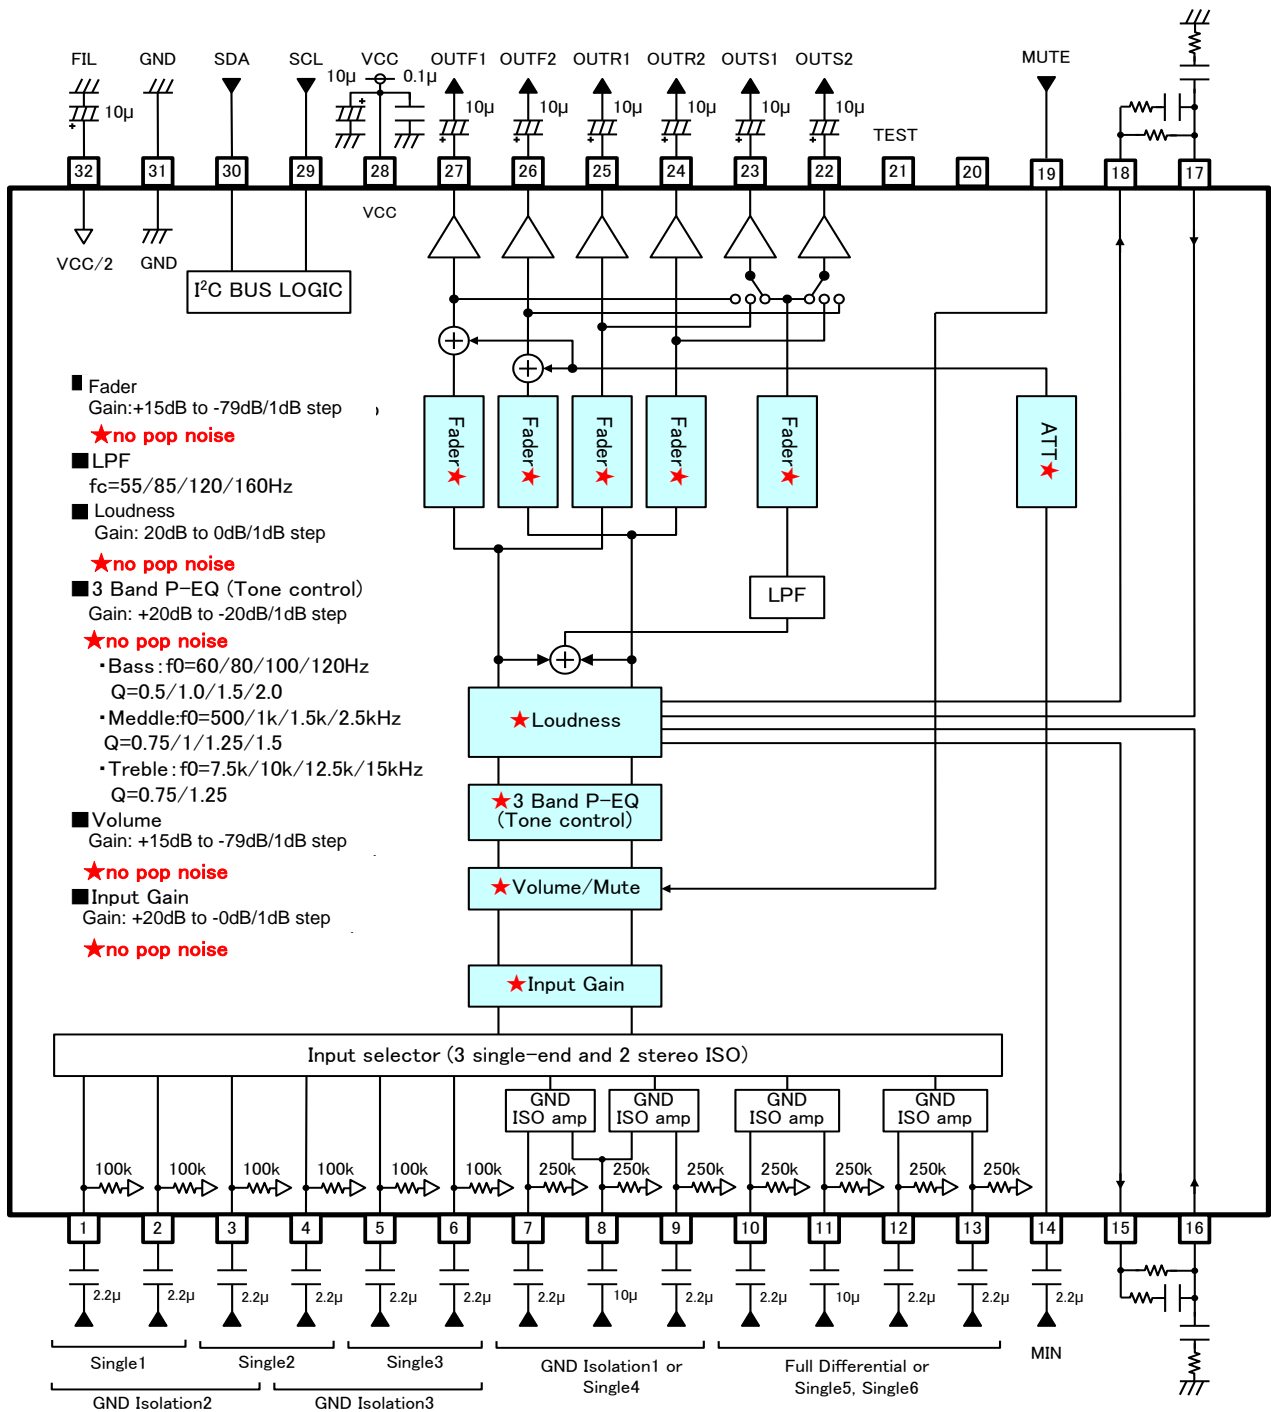 FIL GND SDA SCL VCC OUTF1 OUTF2 OUTR1 OUTR2 OUTS1 OUTS2 MUTE
10μ 10μ 0.1μ 10μ 10μ 10μ 10μ 10μ 10μ
TEST
32 31 30 29 28 27 26 25 24 23 22 21 20 19 18 17
VCC
VCC/2 GND
I²C BUS LOGIC
Fader
Gain:+15dB to -79dB/1dB step
★no pop noise
■LPF
fc=55/85/120/160Hz
■Loudness
Gain: 20dB to 0dB/1dB step
★no pop noise
■3 Band P-EQ (Tone control)
Gain: +20dB to -20dB/1dB step
★no pop noise
・Bass:f0=60/80/100/120Hz
Q=0.5/1.0/1.5/2.0
・Meddle:f0=500/1k/1.5k/2.5kHz
Q=0.75/1/1.25/1.5
・Treble:f0=7.5k/10k/12.5k/15kHz
Q=0.75/1.25
■Volume
Gain: +15dB to -79dB/1dB step
★no pop noise
■Input Gain
Gain: +20dB to -0dB/1dB step
★no pop noise
Fader★
Fader★
Fader★
Fader★
Fader★
ATT★
LPF
★Loudness
★3 Band P-EQ
(Tone control)
★Volume/Mute
★Input Gain
Input selector (3 single-end and 2 stereo ISO)
GND
ISO amp
GND
ISO amp
GND
ISO amp
GND
ISO amp
100k 100k 100k 100k 100k 100k 250k 250k 250k 250k 250k 250k 250k
1 2 3 4 5 6 7 8 9 10 11 12 13 14 15 16
2.2μ 2.2μ 2.2μ 2.2μ 2.2μ 2.2μ 2.2μ 10μ 2.2μ 2.2μ 10μ 2.2μ 2.2μ 2.2μ
Single1
Single2
Single3
GND Isolation1 or
Single4
Full Differential or
Single5, Single6
MIN
GND Isolation2
GND Isolation3